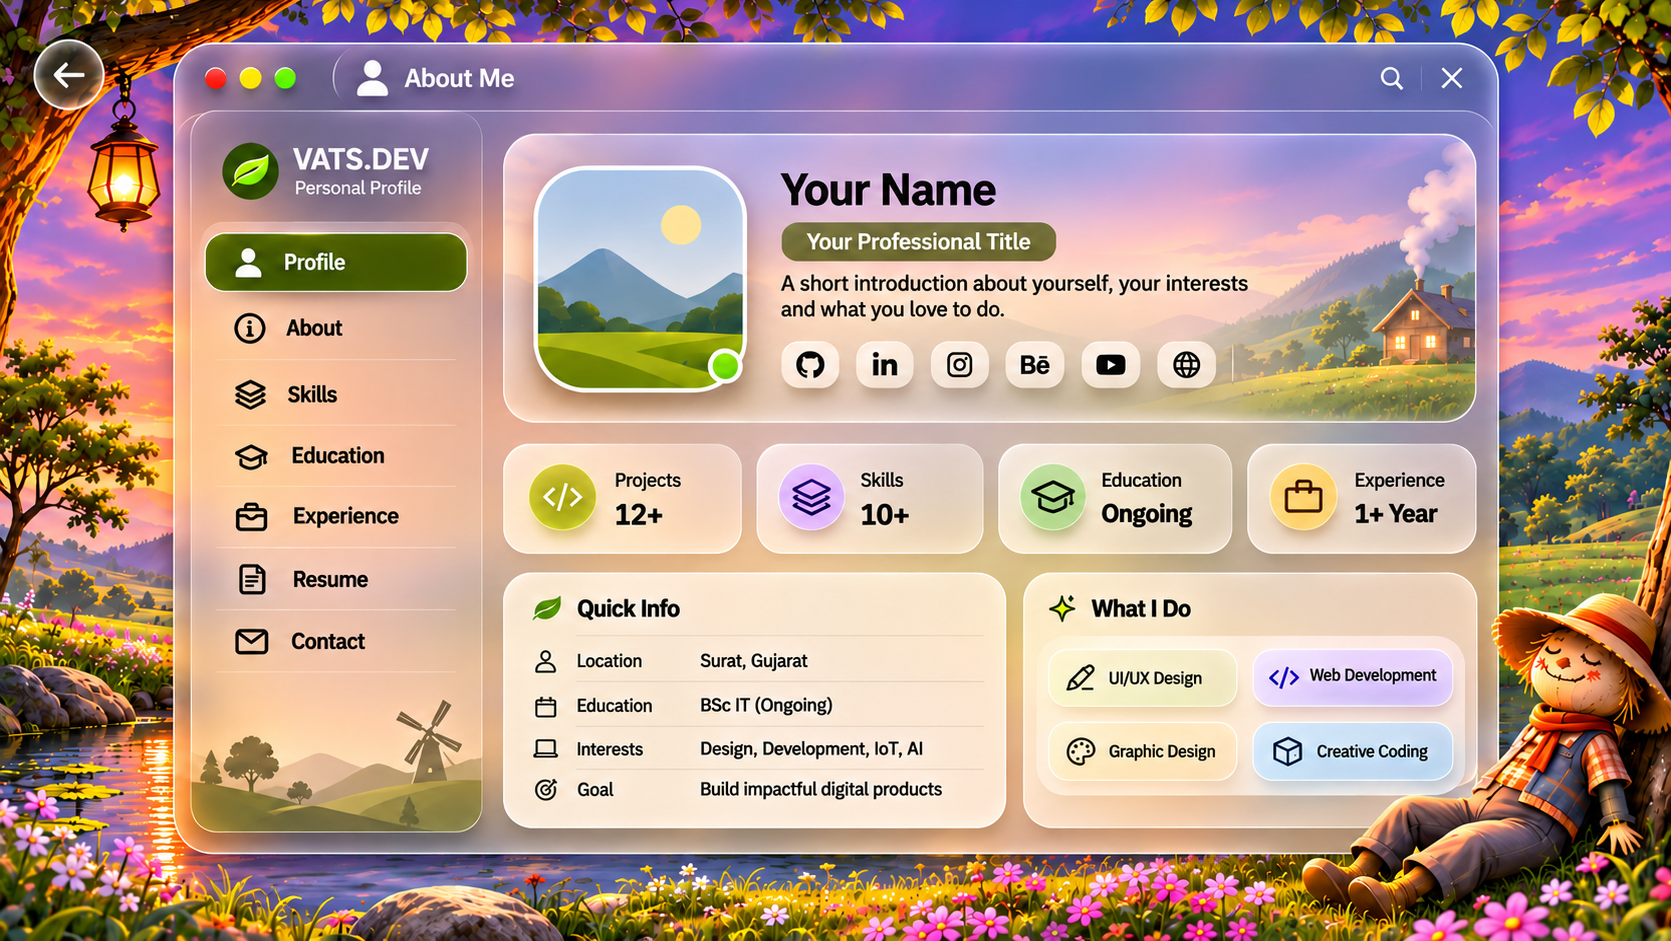 About Me
VATS.DEV
Personal Profile
Profile
About
Skills
Education
Experience
Resume
Contact
Your Name
Your Professional Title
A short introduction about yourself, your interests
and what you love to do.
in
Bē
Projects
12+
Skills
10+
Education
Ongoing
Experience
1+ Year
Quick Info
Location
Surat, Gujarat
Education
BSc IT (Ongoing)
Interests
Design, Development, IoT, AI
Goal
Build impactful digital products
What I Do
UI/UX Design
Web Development
Graphic Design
Creative Coding